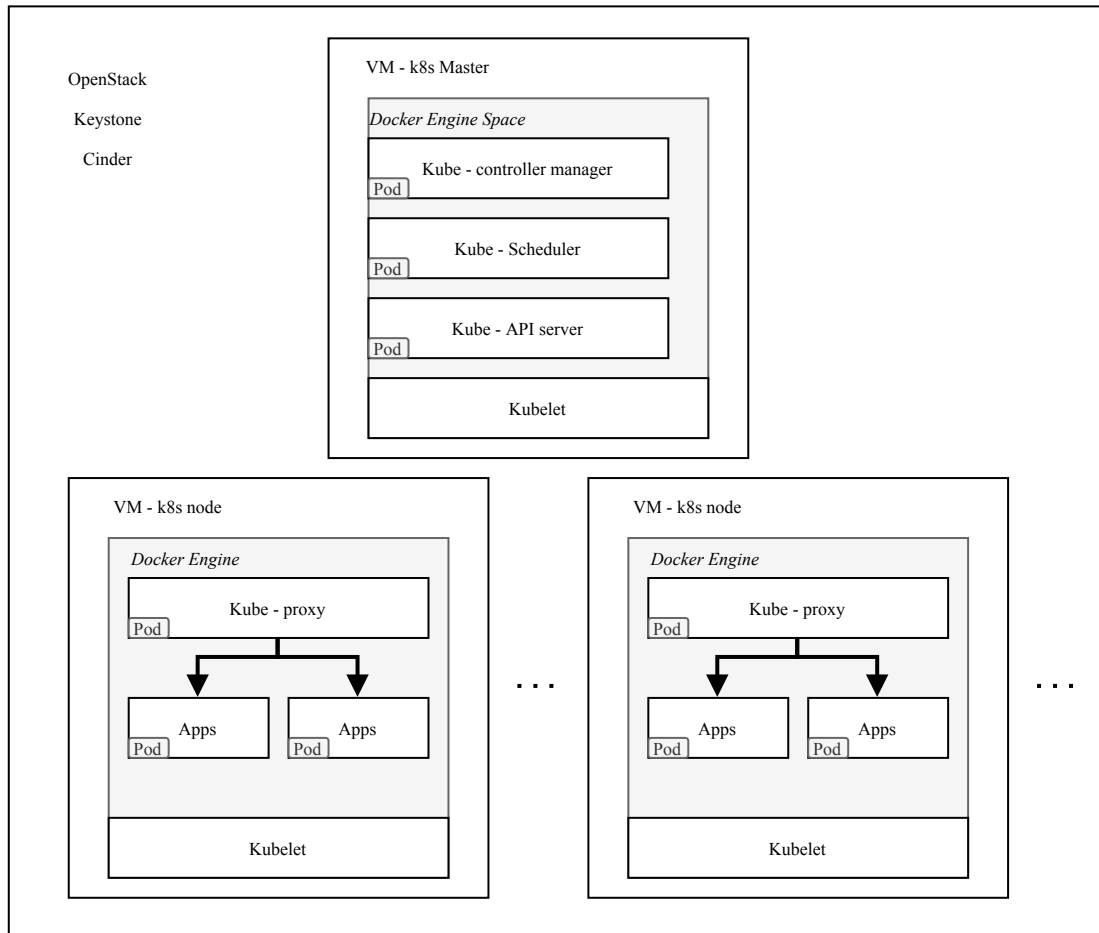 OpenStack
Keystone
Cinder
VM - k8s Master
Docker Engine Space
Kube - controller manager
Pod
Kube - Scheduler
Pod
Kube - API server
Pod
Kubelet
VM - k8s node
Docker Engine
Kube - proxy
Pod
Apps
Pod
Apps
Pod
Kubelet
. . .
VM - k8s node
Docker Engine
Kube - proxy
Pod
Apps
Pod
Apps
Pod
Kubelet
. . .